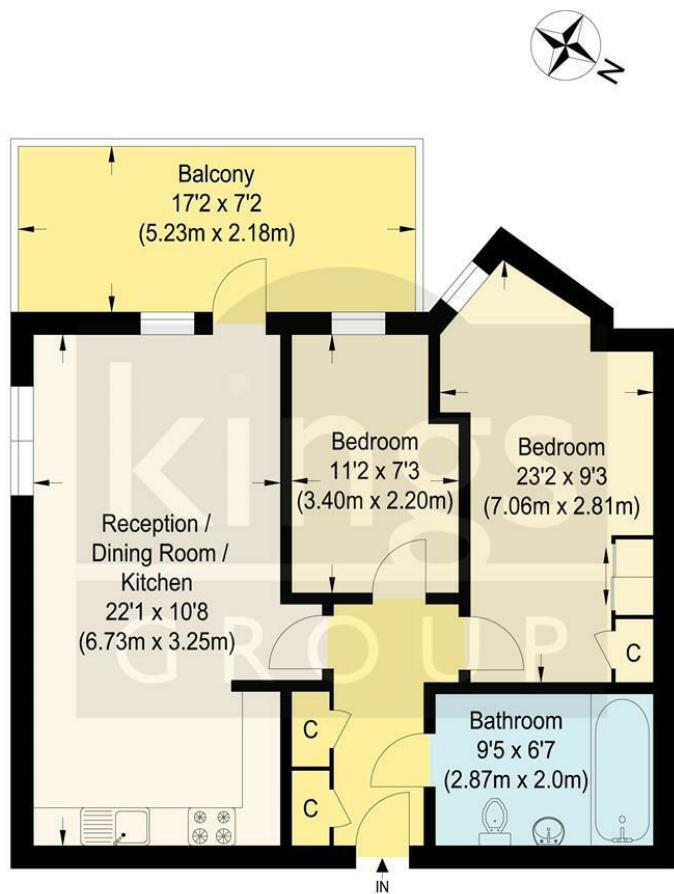 N
Balcony
17'2 x 7'2
(5.23m x 2.18m)
kings
GROUP
Bedroom
11'2 x 7'3
(3.40m x 2.20m)
Bedroom
23'2 x 9'3
(7.06m x 2.81m)
Reception /
Dining Room /
Kitchen
22'1 x 10'8
(6.73m x 3.25m)
C
C
C
Bathroom
9'5 x 6'7
(2.87m x 2.0m)
IN